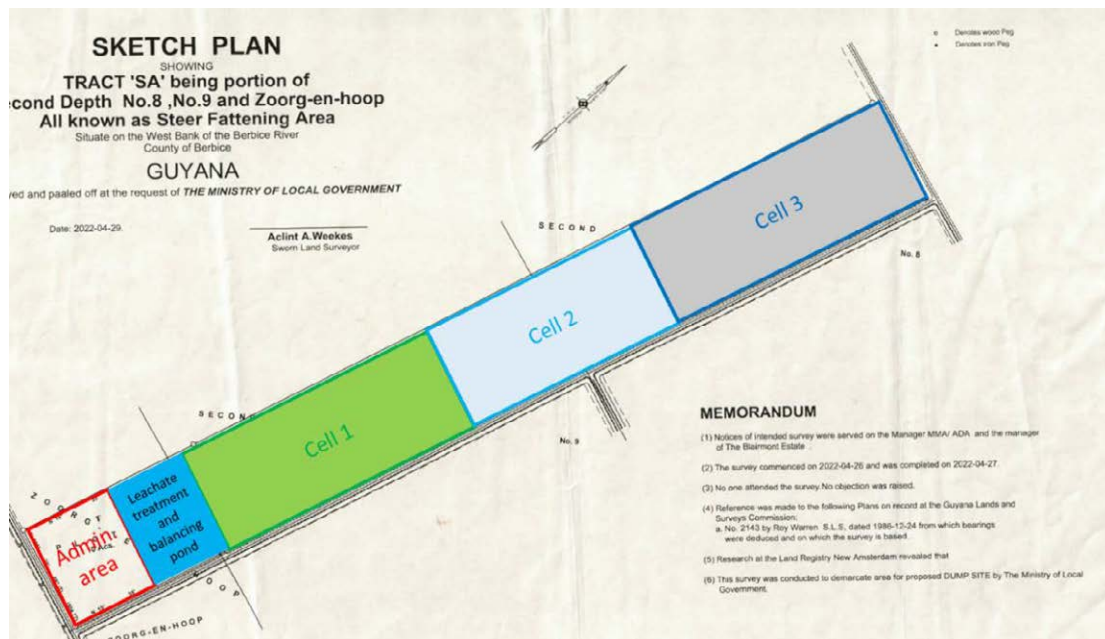 SKETCH PLAN
SHOWING
TRACT 'SA' being portion of
cond Depth No.8 ,No.9 and Zoorg-en-hoop
All known as Steer Fattening Area
Situate on the West Bank of the Berbice River
County of Berbice
GUYANA
yed and paaled off at the request of THE MINISTRY OF LOCAL GOVERNMENT
Date: 2022-04-29.
Aclint A.Weekes
Sworn Land Surveyor
Denotes wood Peg
Denotes iron Peg
SECOND
No. 8
Cell 3
Cell 2
Cell 1
SECOND
No. 9
Leachate
treatment
and
balancing
pond
Admin
area
ZOORG
HOOP
ZOORG-EN-HOOP
MEMORANDUM
(1) Notices of intended survey were served on the Manager MMA/ ADA and the manager
of The Blairmont Estate .
(2) The survey commenced on 2022-04-26 and was completed on 2022-04-27.
(3) No one attended the survey. No objection was raised.
(4) Reference was made to the following Plans on record at the Guyana Lands and
Surveys Commission:
a. No. 2143 by Roy Warren S.L.S, dated 1986-12-24 from which bearings
were deduced and on which the survey is based.
(5) Research at the Land Registry New Amsterdam revealed that
(6) This survey was conducted to demarcate area for proposed DUMP SITE by The Ministry of Local
Government.